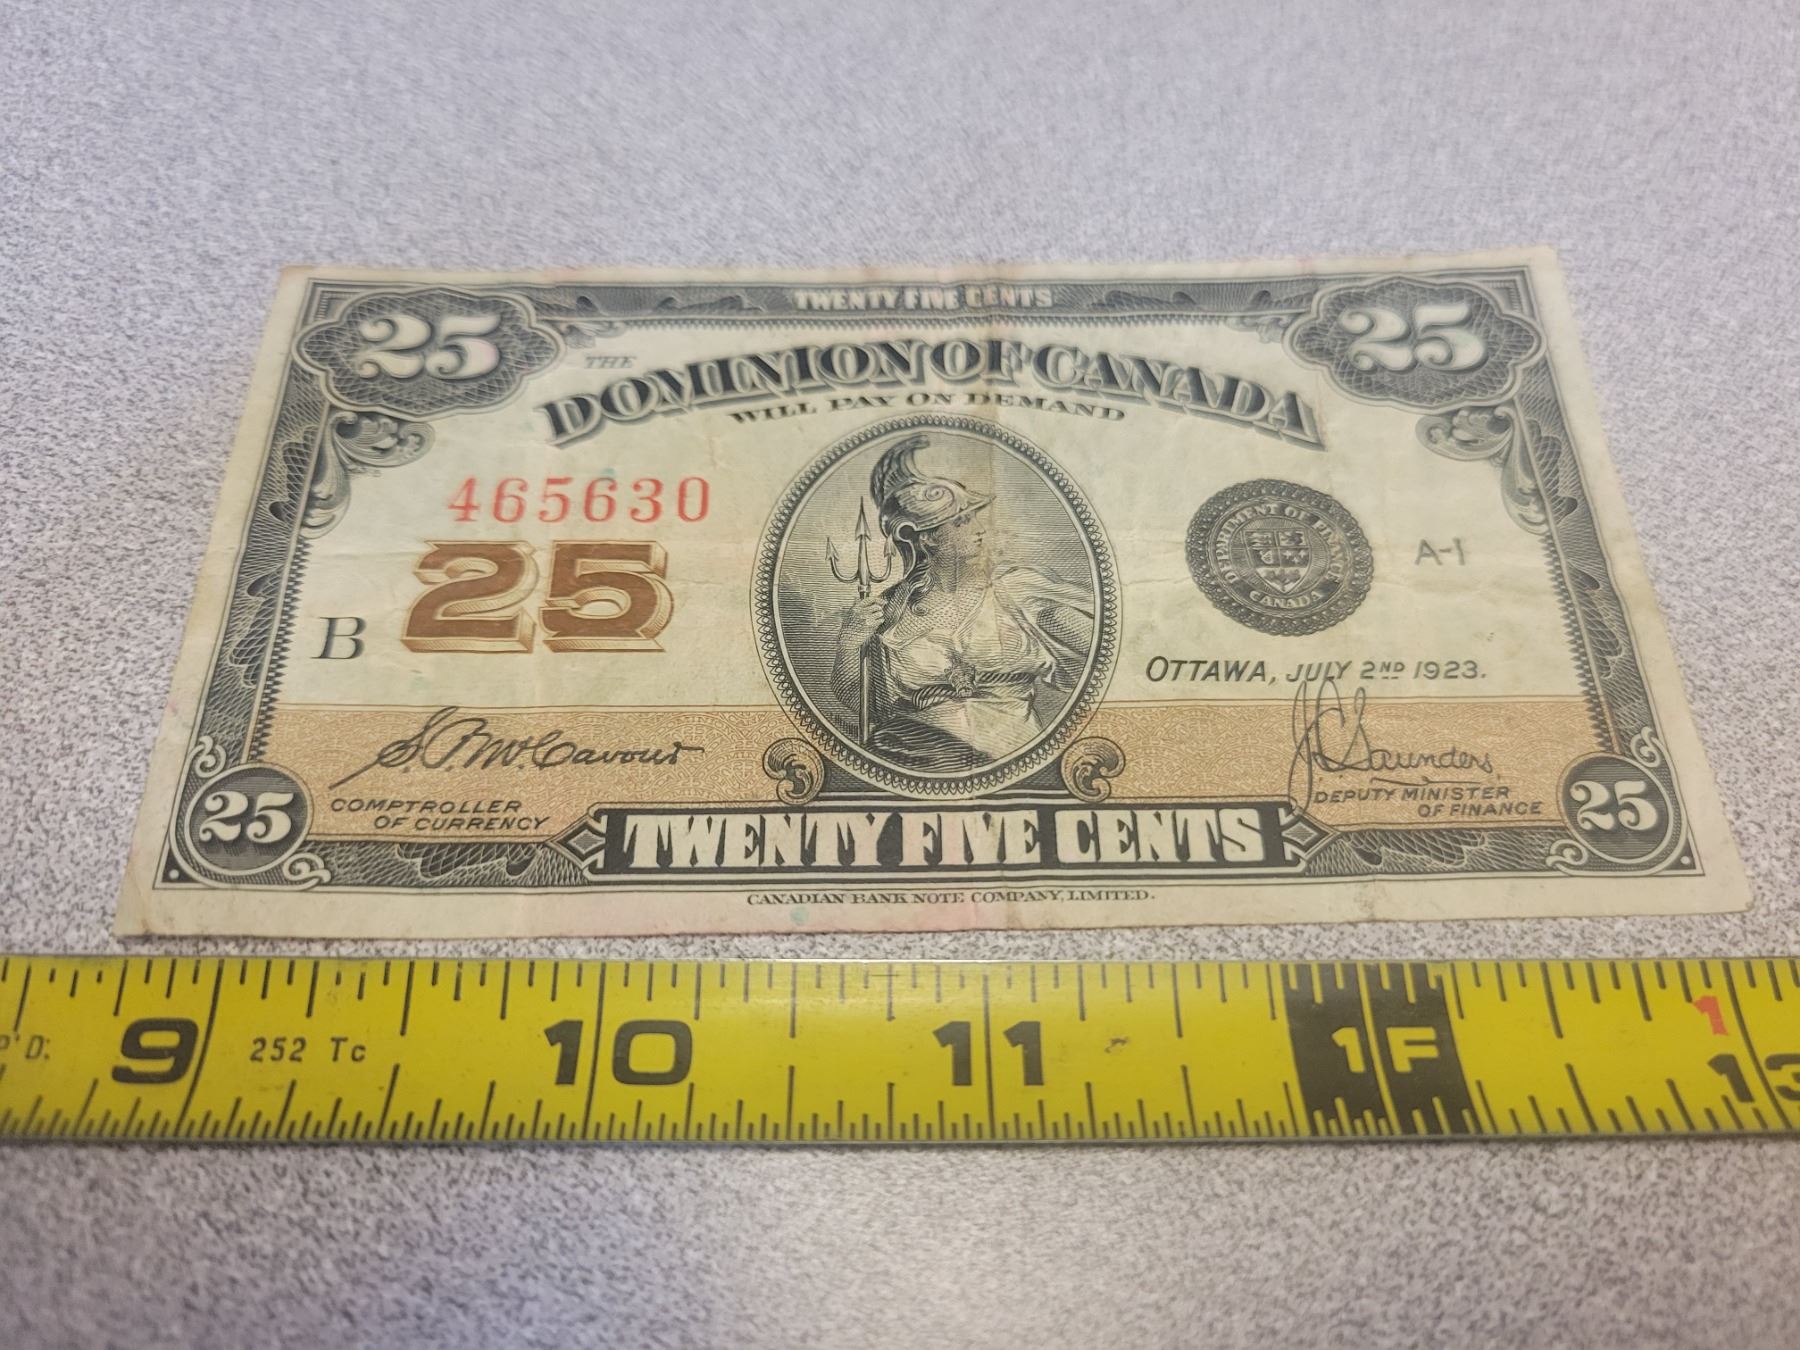 25 TWENTY FIVE CENTS 25
THE
DOMINION OF CANADA
WILL PAY ON DEMAND
465630
25
B
DEPARTMENT OF FINANCE
CANADA
A-1
OTTAWA, JULY 2ND 1923.
S.P. McCavour
COMPTROLLER
OF CURRENCY
J.C. Saunders
DEPUTY MINISTER
OF FINANCE
25 TWENTY FIVE CENTS 25
CANADIAN BANK NOTE COMPANY, LIMITED.
9 252 Tc 10 11 1F 1
13